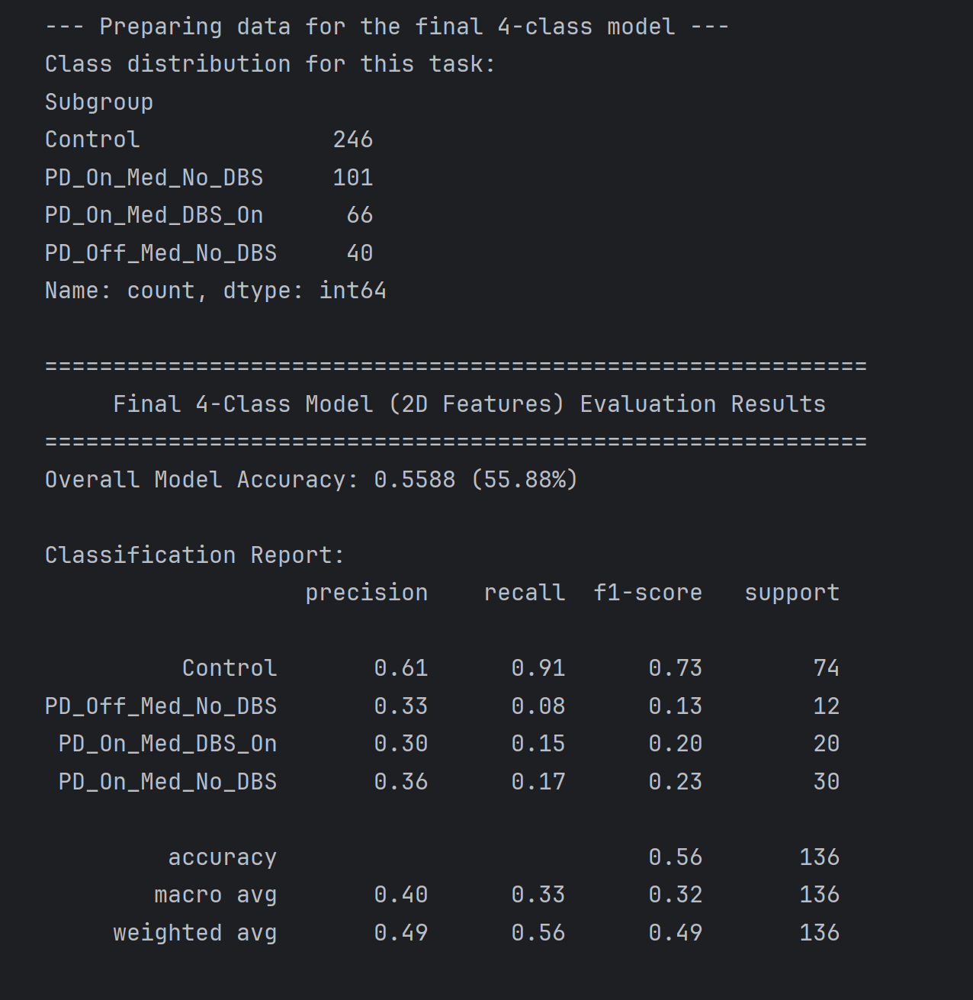 --- Preparing data for the final 4-class model ---
Class distribution for this task:
Subgroup
Control              246
PD_On_Med_No_DBS     101
PD_On_Med_DBS_On      66
PD_Off_Med_No_DBS     40
Name: count, dtype: int64
============================================================
     Final 4-Class Model (2D Features) Evaluation Results
============================================================
Overall Model Accuracy: 0.5588 (55.88%)
Classification Report:
                   precision    recall  f1-score   support
          Control       0.61      0.91      0.73        74
PD_Off_Med_No_DBS       0.33      0.08      0.13        12
 PD_On_Med_DBS_On       0.30      0.15      0.20        20
 PD_On_Med_No_DBS       0.36      0.17      0.23        30
         accuracy                           0.56       136
        macro avg       0.40      0.33      0.32       136
     weighted avg       0.49      0.56      0.49       136